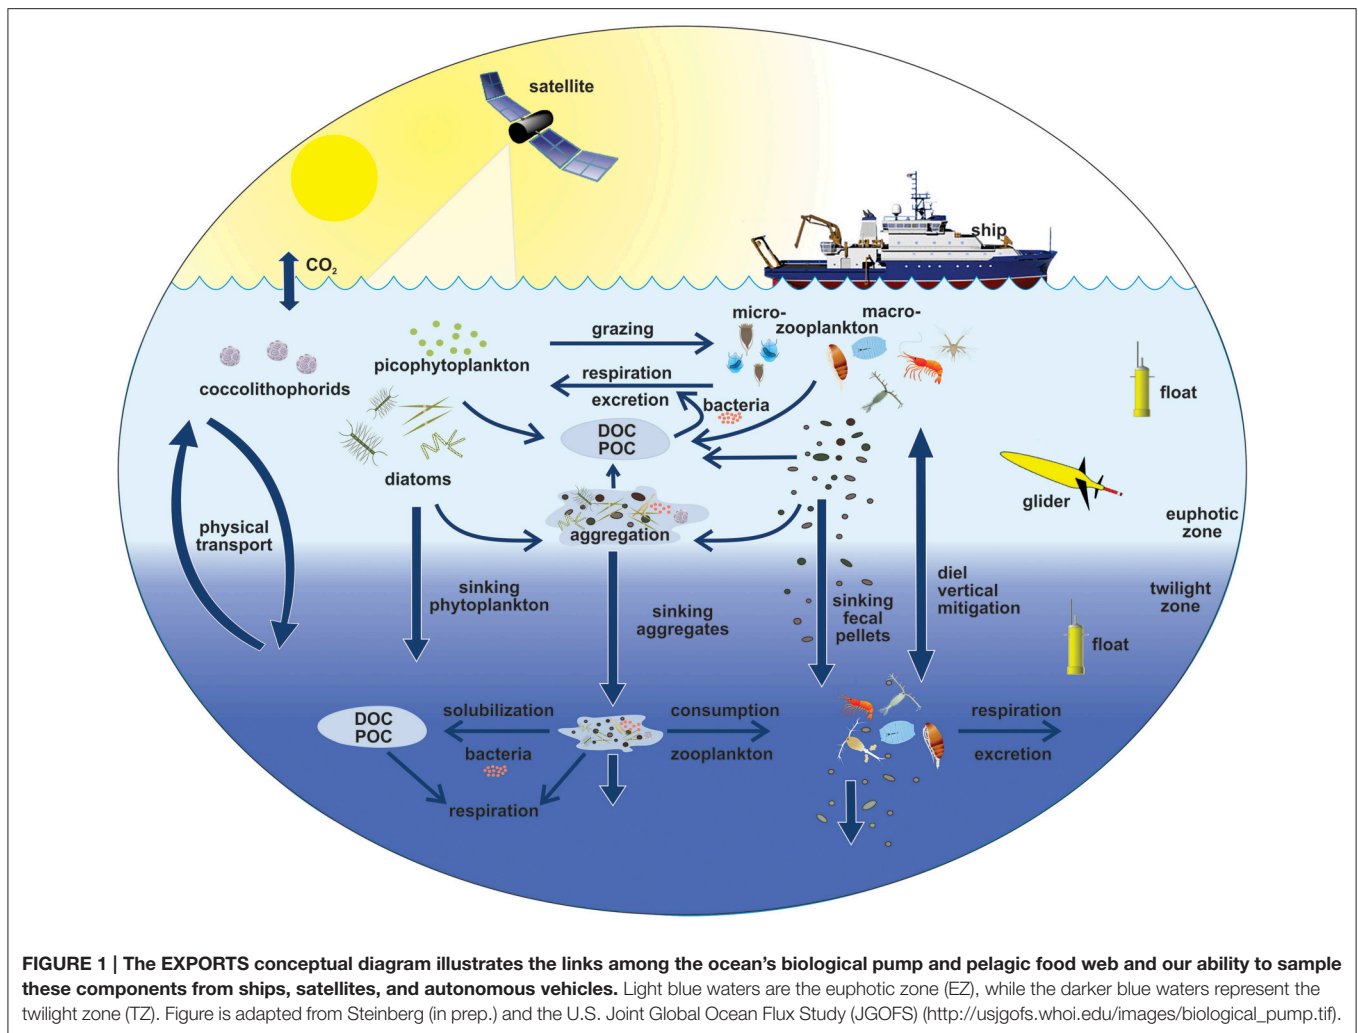 satellite
ship
CO₂
micro-
macro-
zooplankton
grazing
picophytoplankton
coccolithophorids
respiration
excretion
bacteria
float
DOC
POC
diatoms
glider
euphotic
zone
physical
transport
aggregation
sinking
phytoplankton
sinking
aggregates
sinking
fecal
pellets
diel
vertical
mitigation
twilight
zone
float
DOC
POC
solubilization
bacteria
consumption
zooplankton
respiration
excretion
respiration
FIGURE 1 | The EXPORTS conceptual diagram illustrates the links among the ocean's biological pump and pelagic food web and our ability to sample
these components from ships, satellites, and autonomous vehicles. Light blue waters are the euphotic zone (EZ), while the darker blue waters represent the
twilight zone (TZ). Figure is adapted from Steinberg (in prep.) and the U.S. Joint Global Ocean Flux Study (JGOFS) (http://usjgofs.whoi.edu/images/biological_pump.tif).